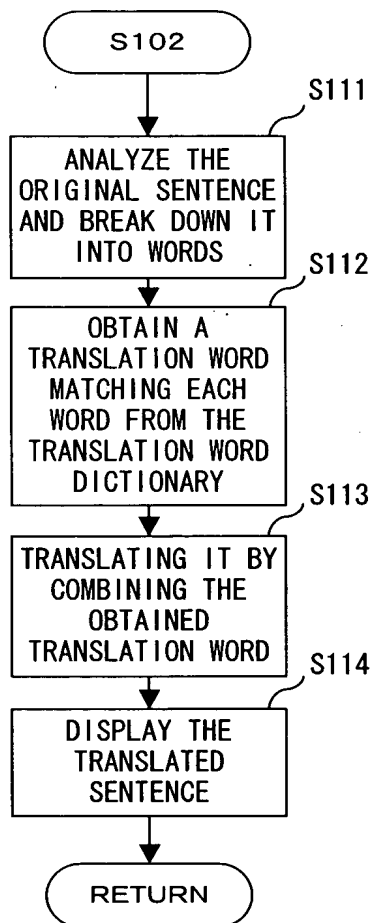 S102
S111
ANALYZE THE
ORIGINAL SENTENCE
AND BREAK DOWN IT
INTO WORDS
S112
OBTAIN A
TRANSLATION WORD
MATCHING EACH
WORD FROM THE
TRANSLATION WORD
DICTIONARY
S113
TRANSLATING IT BY
COMBINING THE
OBTAINED
TRANSLATION WORD
S114
DISPLAY THE
TRANSLATED
SENTENCE
RETURN